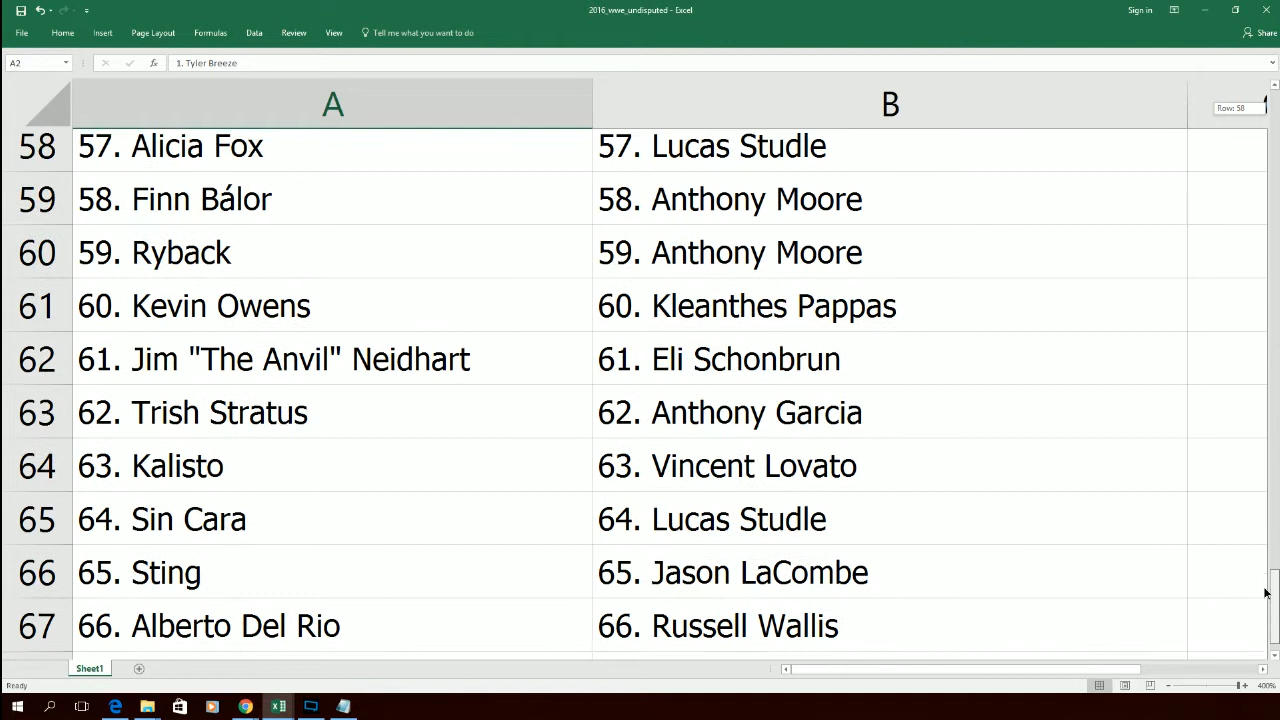 2016_wwe_undisputed - Excel
Sign in
File Home Insert Page Layout Formulas Data Review View Tell me what you want to do Share
A2 fx 1. Tyler Breeze
A B
Row: 58
58 57. Alicia Fox 57. Lucas Studle
59 58. Finn Bálor 58. Anthony Moore
60 59. Ryback 59. Anthony Moore
61 60. Kevin Owens 60. Kleanthes Pappas
62 61. Jim "The Anvil" Neidhart 61. Eli Schonbrun
63 62. Trish Stratus 62. Anthony Garcia
64 63. Kalisto 63. Vincent Lovato
65 64. Sin Cara 64. Lucas Studle
66 65. Sting 65. Jason LaCombe
67 66. Alberto Del Rio 66. Russell Wallis
Sheet1
Ready 400%